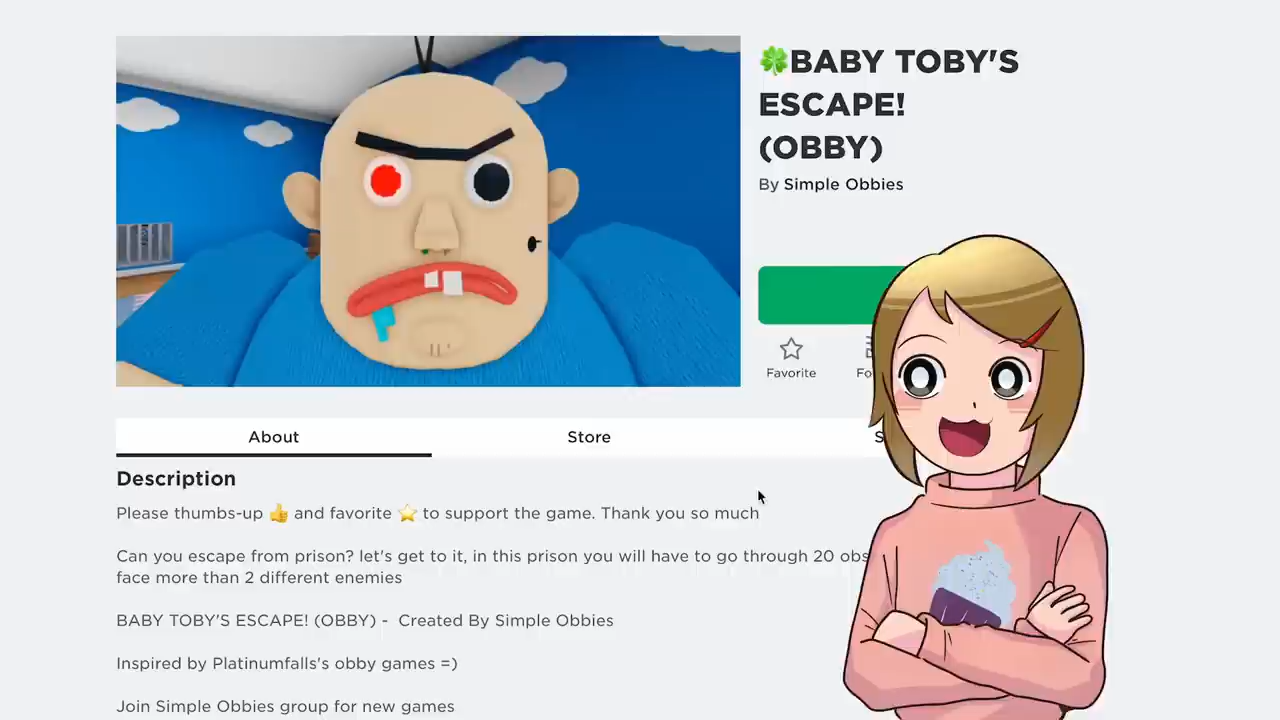 🍀BABY TOBY'S
ESCAPE!
(OBBY)
By Simple Obbies
Favorite
About
Store
Description
Please thumbs-up 👍 and favorite ⭐ to support the game. Thank you so much
Can you escape from prison? let's get to it, in this prison you will have to go through 20
face more than 2 different enemies
BABY TOBY'S ESCAPE! (OBBY) - Created By Simple Obbies
Inspired by Platinumfalls's obby games =)
Join Simple Obbies group for new games